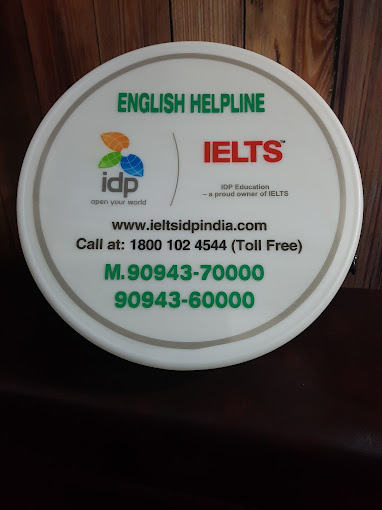 ENGLISH HELPLINE
idp
open your world
IELTS™
IDP Education
– a proud owner of IELTS
www.ieltsidpindia.com
Call at: 1800 102 4544 (Toll Free)
M.90943-70000
90943-60000